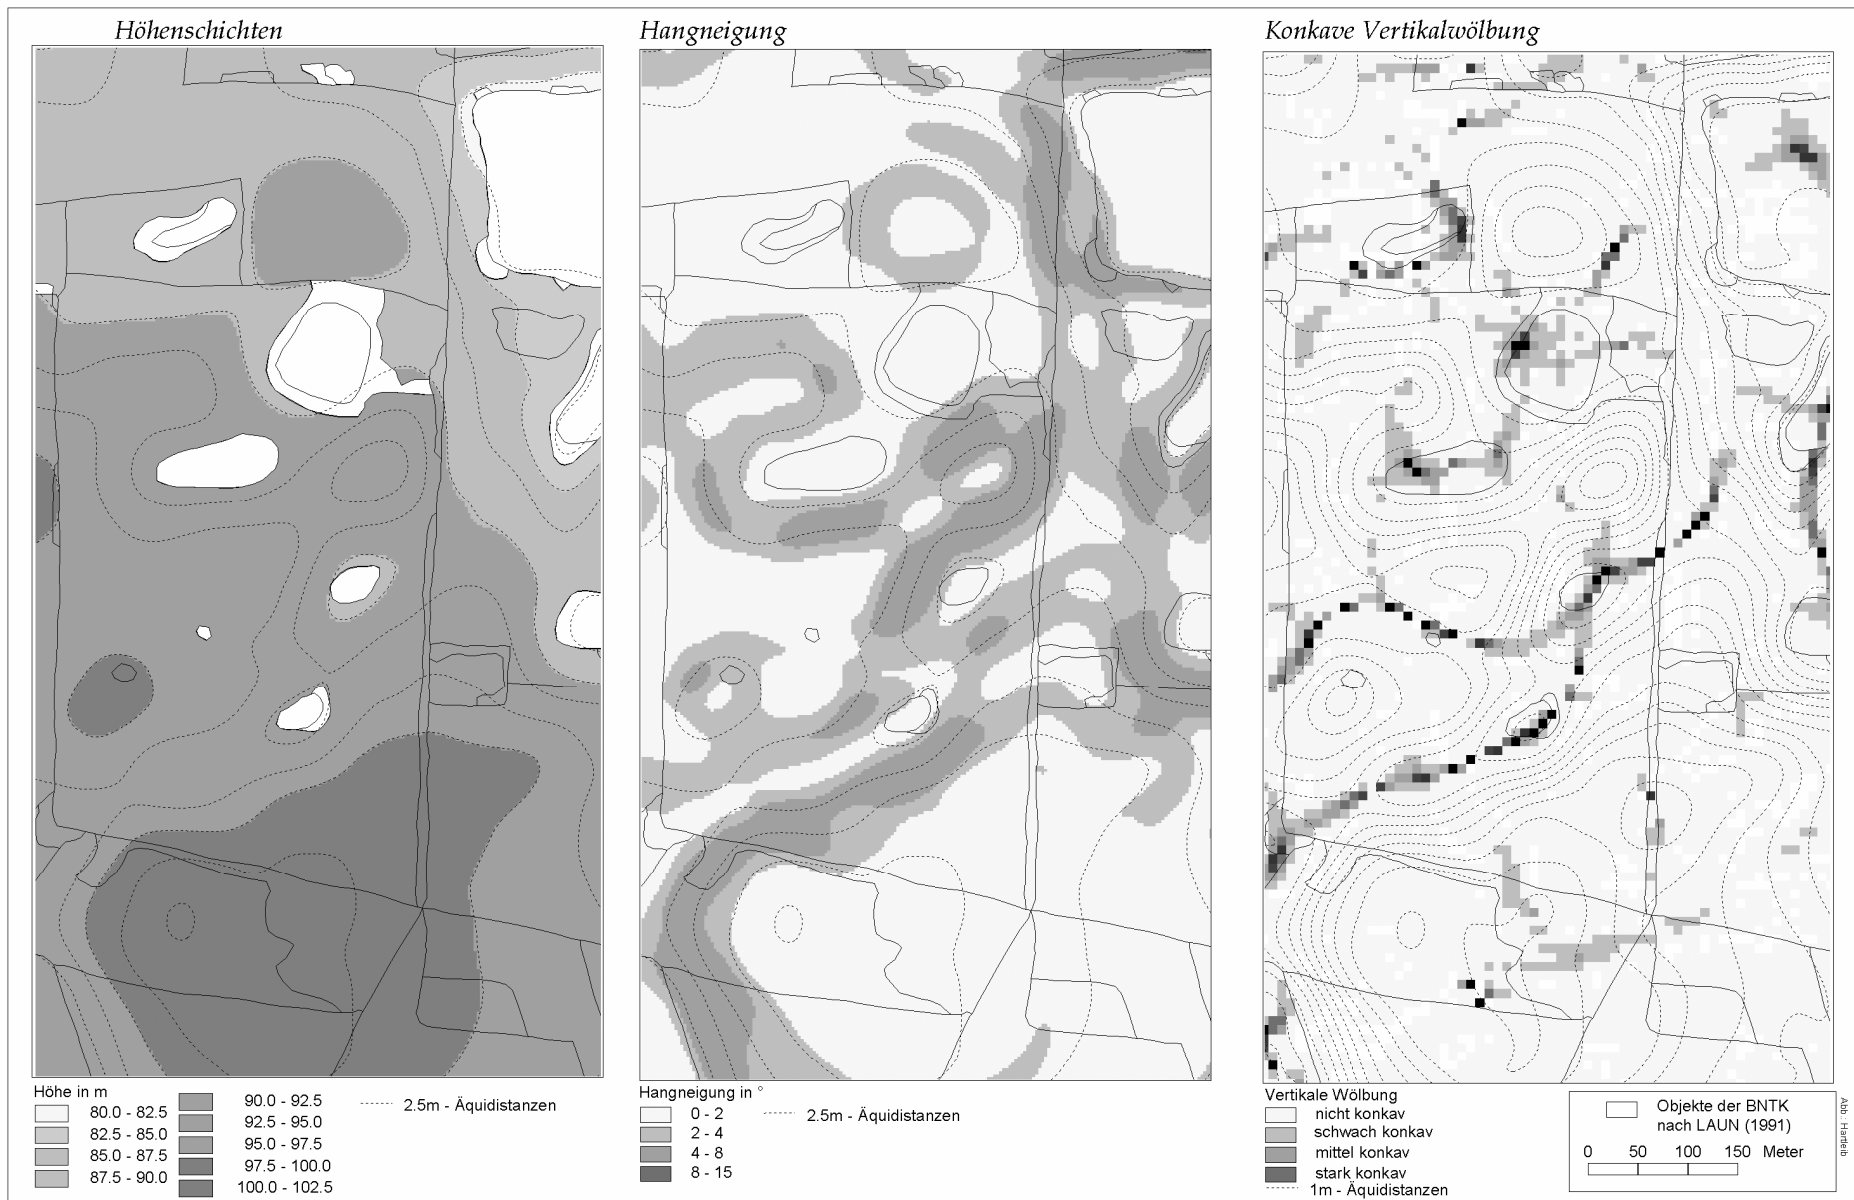 Höhenschichten
Hangneigung
Konkave Vertikalwölbung
Höhe in m
80.0 - 82.5
82.5 - 85.0
85.0 - 87.5
87.5 - 90.0
90.0 - 92.5
92.5 - 95.0
95.0 - 97.5
97.5 - 100.0
100.0 - 102.5
2.5m - Äquidistanzen
Hangneigung in °
0 - 2
2 - 4
4 - 8
8 - 15
2.5m - Äquidistanzen
Vertikale Wölbung
nicht konkav
schwach konkav
mittel konkav
stark konkav
1m - Äquidistanzen
Objekte der BNTK
nach LAUN (1991)
0 50 100 150 Meter
Abb.: Hartleib